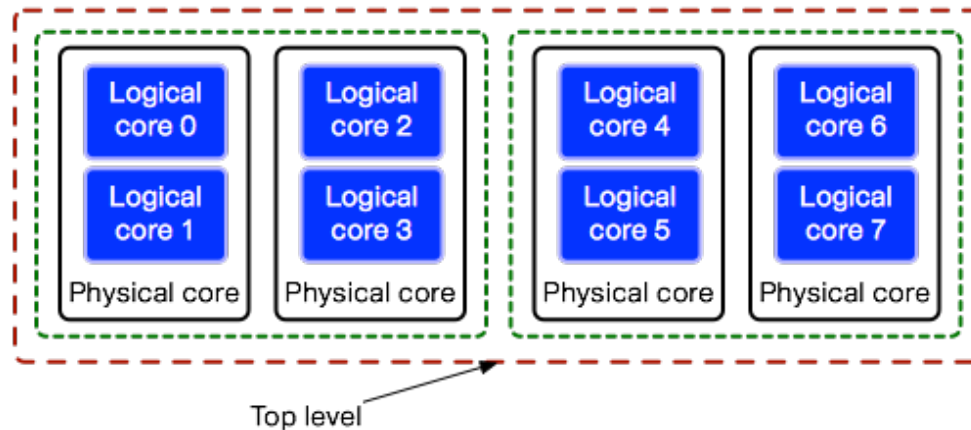 Logical
core 0
Logical
core 2
Logical
core 4
Logical
core 6
Logical
core 1
Logical
core 3
Logical
core 5
Logical
core 7
Physical core
Physical core
Physical core
Physical core
Top level